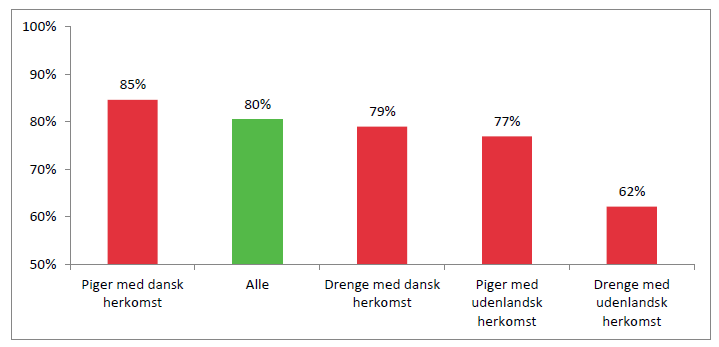 100%
90%
80%
70%
60%
50%
85%
80%
79%
77%
62%
Piger med dansk
herkomst
Alle
Drenge med dansk
herkomst
Piger med
udenlandsk
herkomst
Drenge med
udenlandsk
herkomst